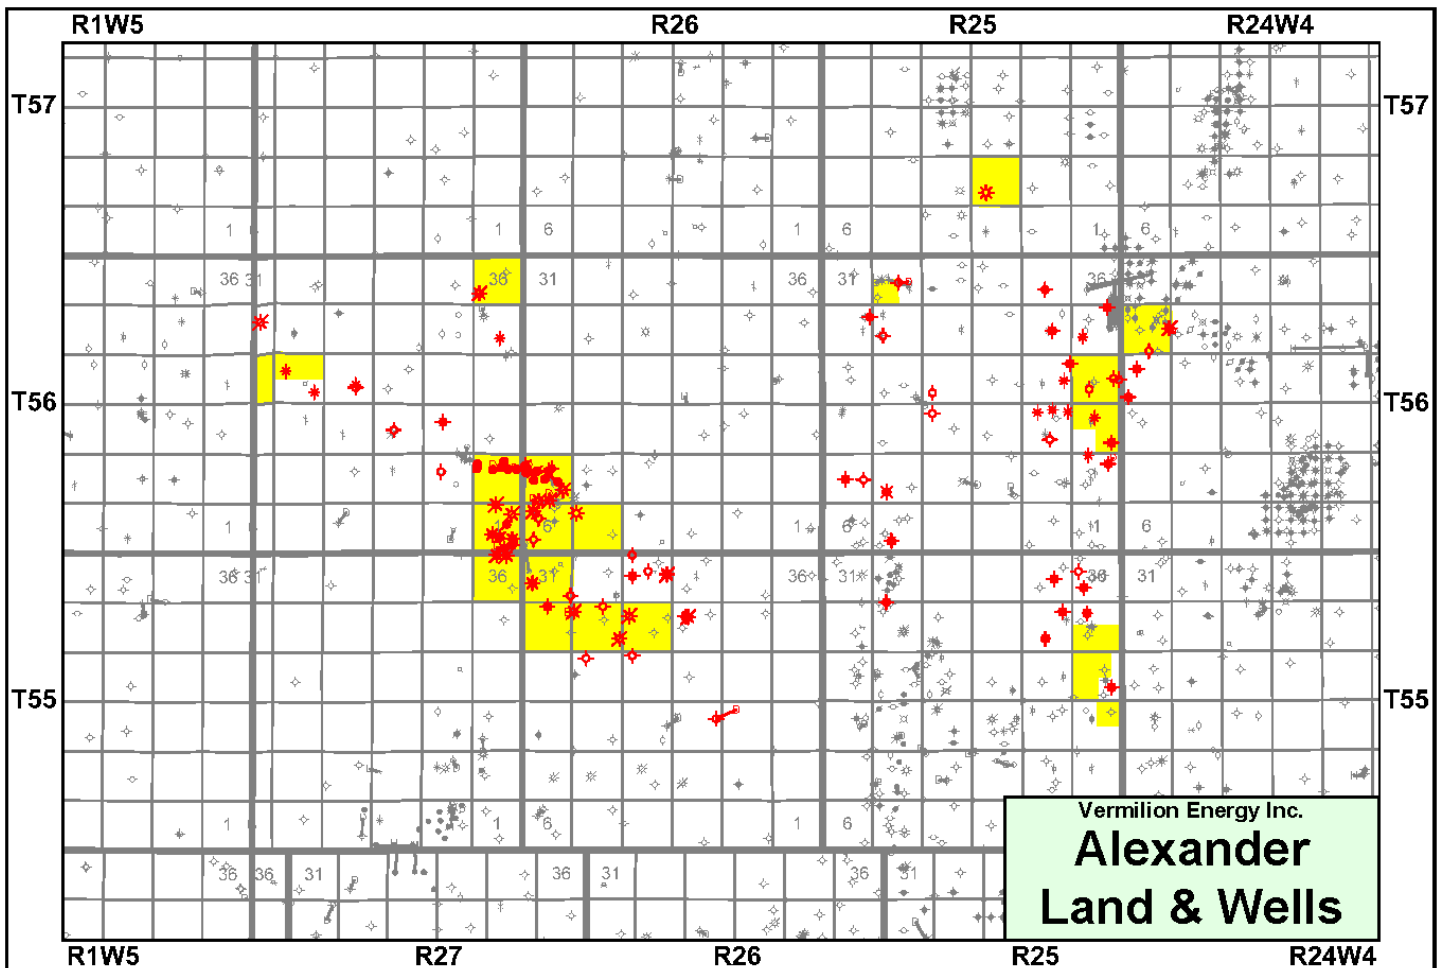 R1W5 R26 R25 R24W4
T57 T57
1 1 6 1 6 1 6
36 31 36 31 36 31 36
T56 T56
1 1 6 1 6 1 6
36 31 36 31 36 31 36 31
T55 T55
1 1 6 1 6
36 36 31 36 31 36 31
Vermilion Energy Inc.
Alexander
Land & Wells
R1W5 R27 R26 R25 R24W4